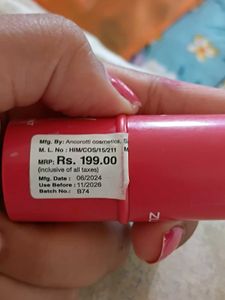 Mfg. By: Ancorotti cosmetics,
M. L. No : HIM/COS/15/211
MRP: Rs. 199.00
(inclusive of all taxes)
Mfg. Date : 06/2024
Use Before : 11/2026
Batch No. : B74
N